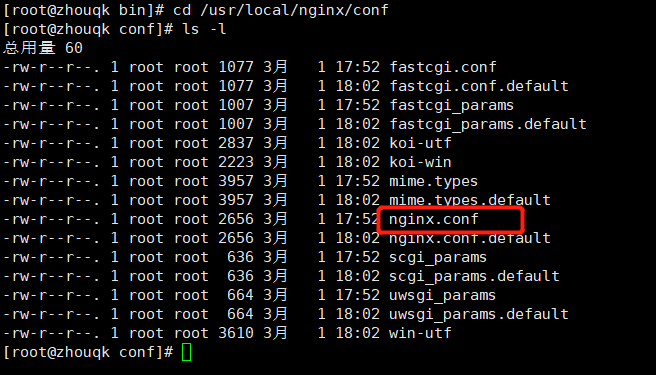 [root@zhouqk bin]# cd /usr/local/nginx/conf
[root@zhouqk conf]# ls -l
总用量 60
-rw-r--r--. 1 root root 1077 3月   1 17:52 fastcgi.conf
-rw-r--r--. 1 root root 1077 3月   1 18:02 fastcgi.conf.default
-rw-r--r--. 1 root root 1007 3月   1 17:52 fastcgi_params
-rw-r--r--. 1 root root 1007 3月   1 18:02 fastcgi_params.default
-rw-r--r--. 1 root root 2837 3月   1 18:02 koi-utf
-rw-r--r--. 1 root root 2223 3月   1 18:02 koi-win
-rw-r--r--. 1 root root 3957 3月   1 17:52 mime.types
-rw-r--r--. 1 root root 3957 3月   1 18:02 mime.types.default
-rw-r--r--. 1 root root 2656 3月   1 17:52 nginx.conf
-rw-r--r--. 1 root root 2656 3月   1 18:02 nginx.conf.default
-rw-r--r--. 1 root root  636 3月   1 17:52 scgi_params
-rw-r--r--. 1 root root  636 3月   1 18:02 scgi_params.default
-rw-r--r--. 1 root root  664 3月   1 17:52 uwsgi_params
-rw-r--r--. 1 root root  664 3月   1 18:02 uwsgi_params.default
-rw-r--r--. 1 root root 3610 3月   1 18:02 win-utf
[root@zhouqk conf]#